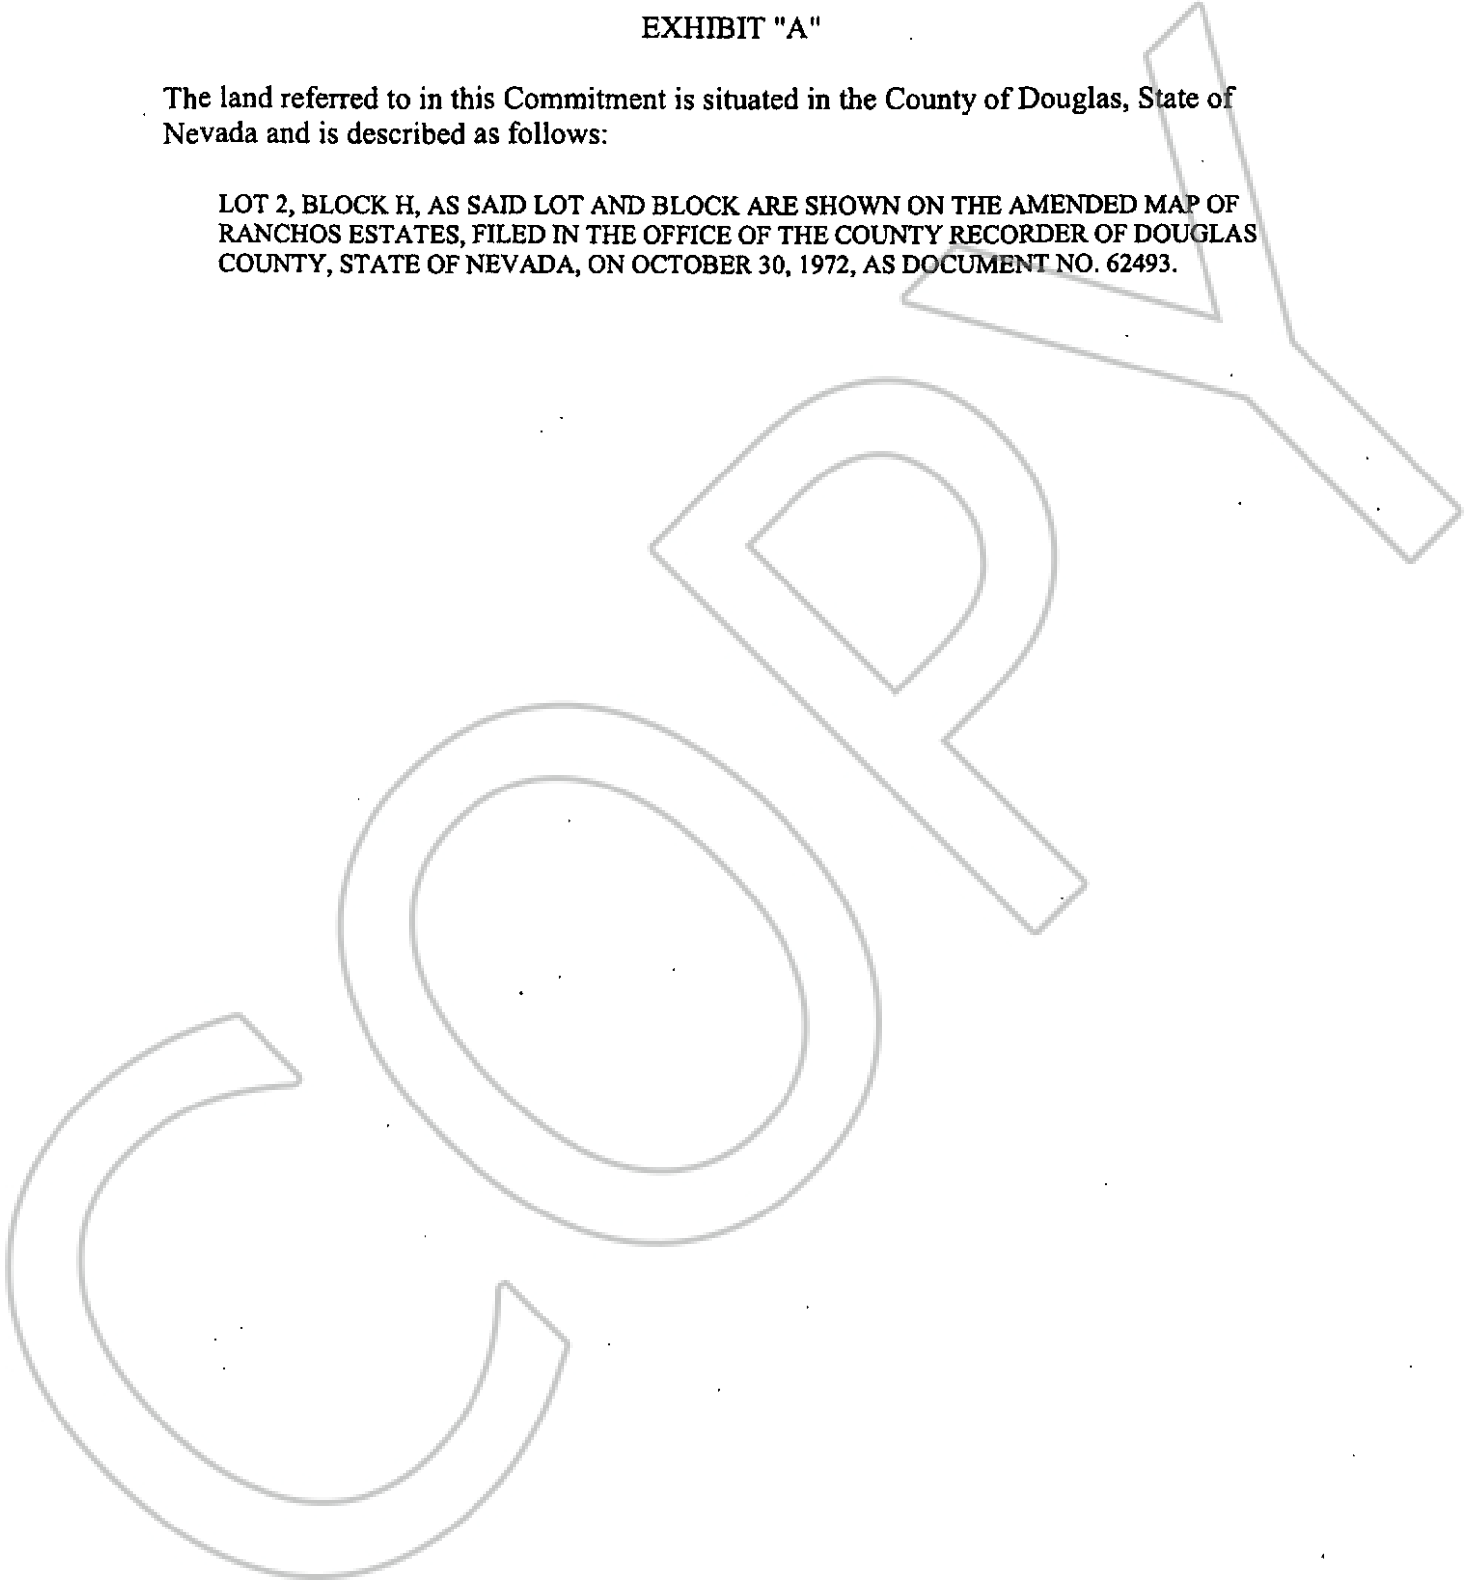 EXHIBIT "A"
The land referred to in this Commitment is situated in the County of Douglas, State of
Nevada and is described as follows:
LOT 2, BLOCK H, AS SAID LOT AND BLOCK ARE SHOWN ON THE AMENDED MAP OF
RANCHOS ESTATES, FILED IN THE OFFICE OF THE COUNTY RECORDER OF DOUGLAS
COUNTY, STATE OF NEVADA, ON OCTOBER 30, 1972, AS DOCUMENT NO. 62493.
COPY